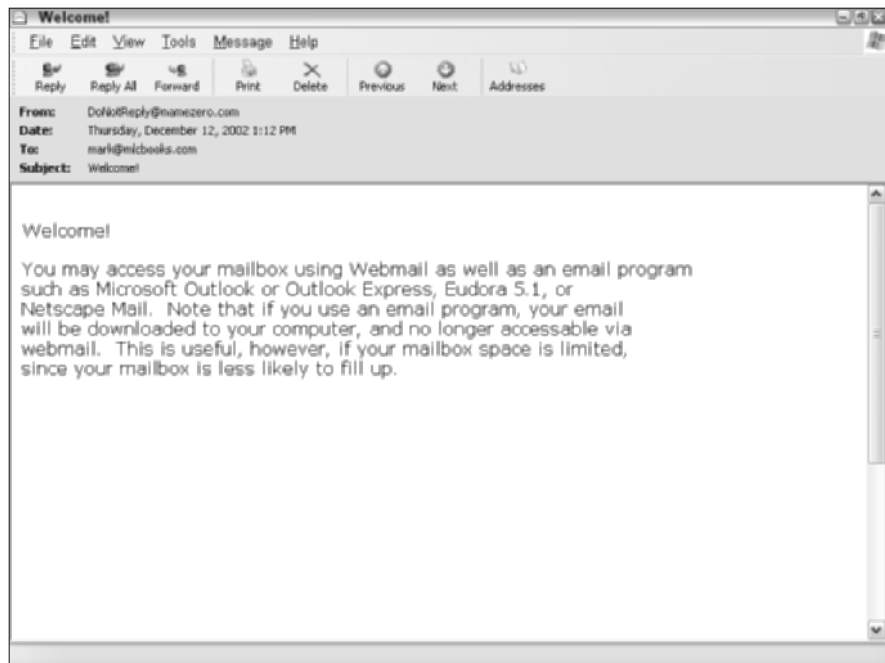 Welcome!
File Edit View Tools Message Help
Reply Reply All Forward Print Delete Previous Next Addresses
From: DoNotReply@namezero.com
Date: Thursday, December 12, 2002 1:12 PM
To: mark@micbooks.com
Subject: Welcome!
Welcome!
You may access your mailbox using Webmail as well as an email program
such as Microsoft Outlook or Outlook Express, Eudora 5.1, or
Netscape Mail. Note that if you use an email program, your email
will be downloaded to your computer, and no longer accessable via
webmail. This is useful, however, if your mailbox space is limited,
since your mailbox is less likely to fill up.